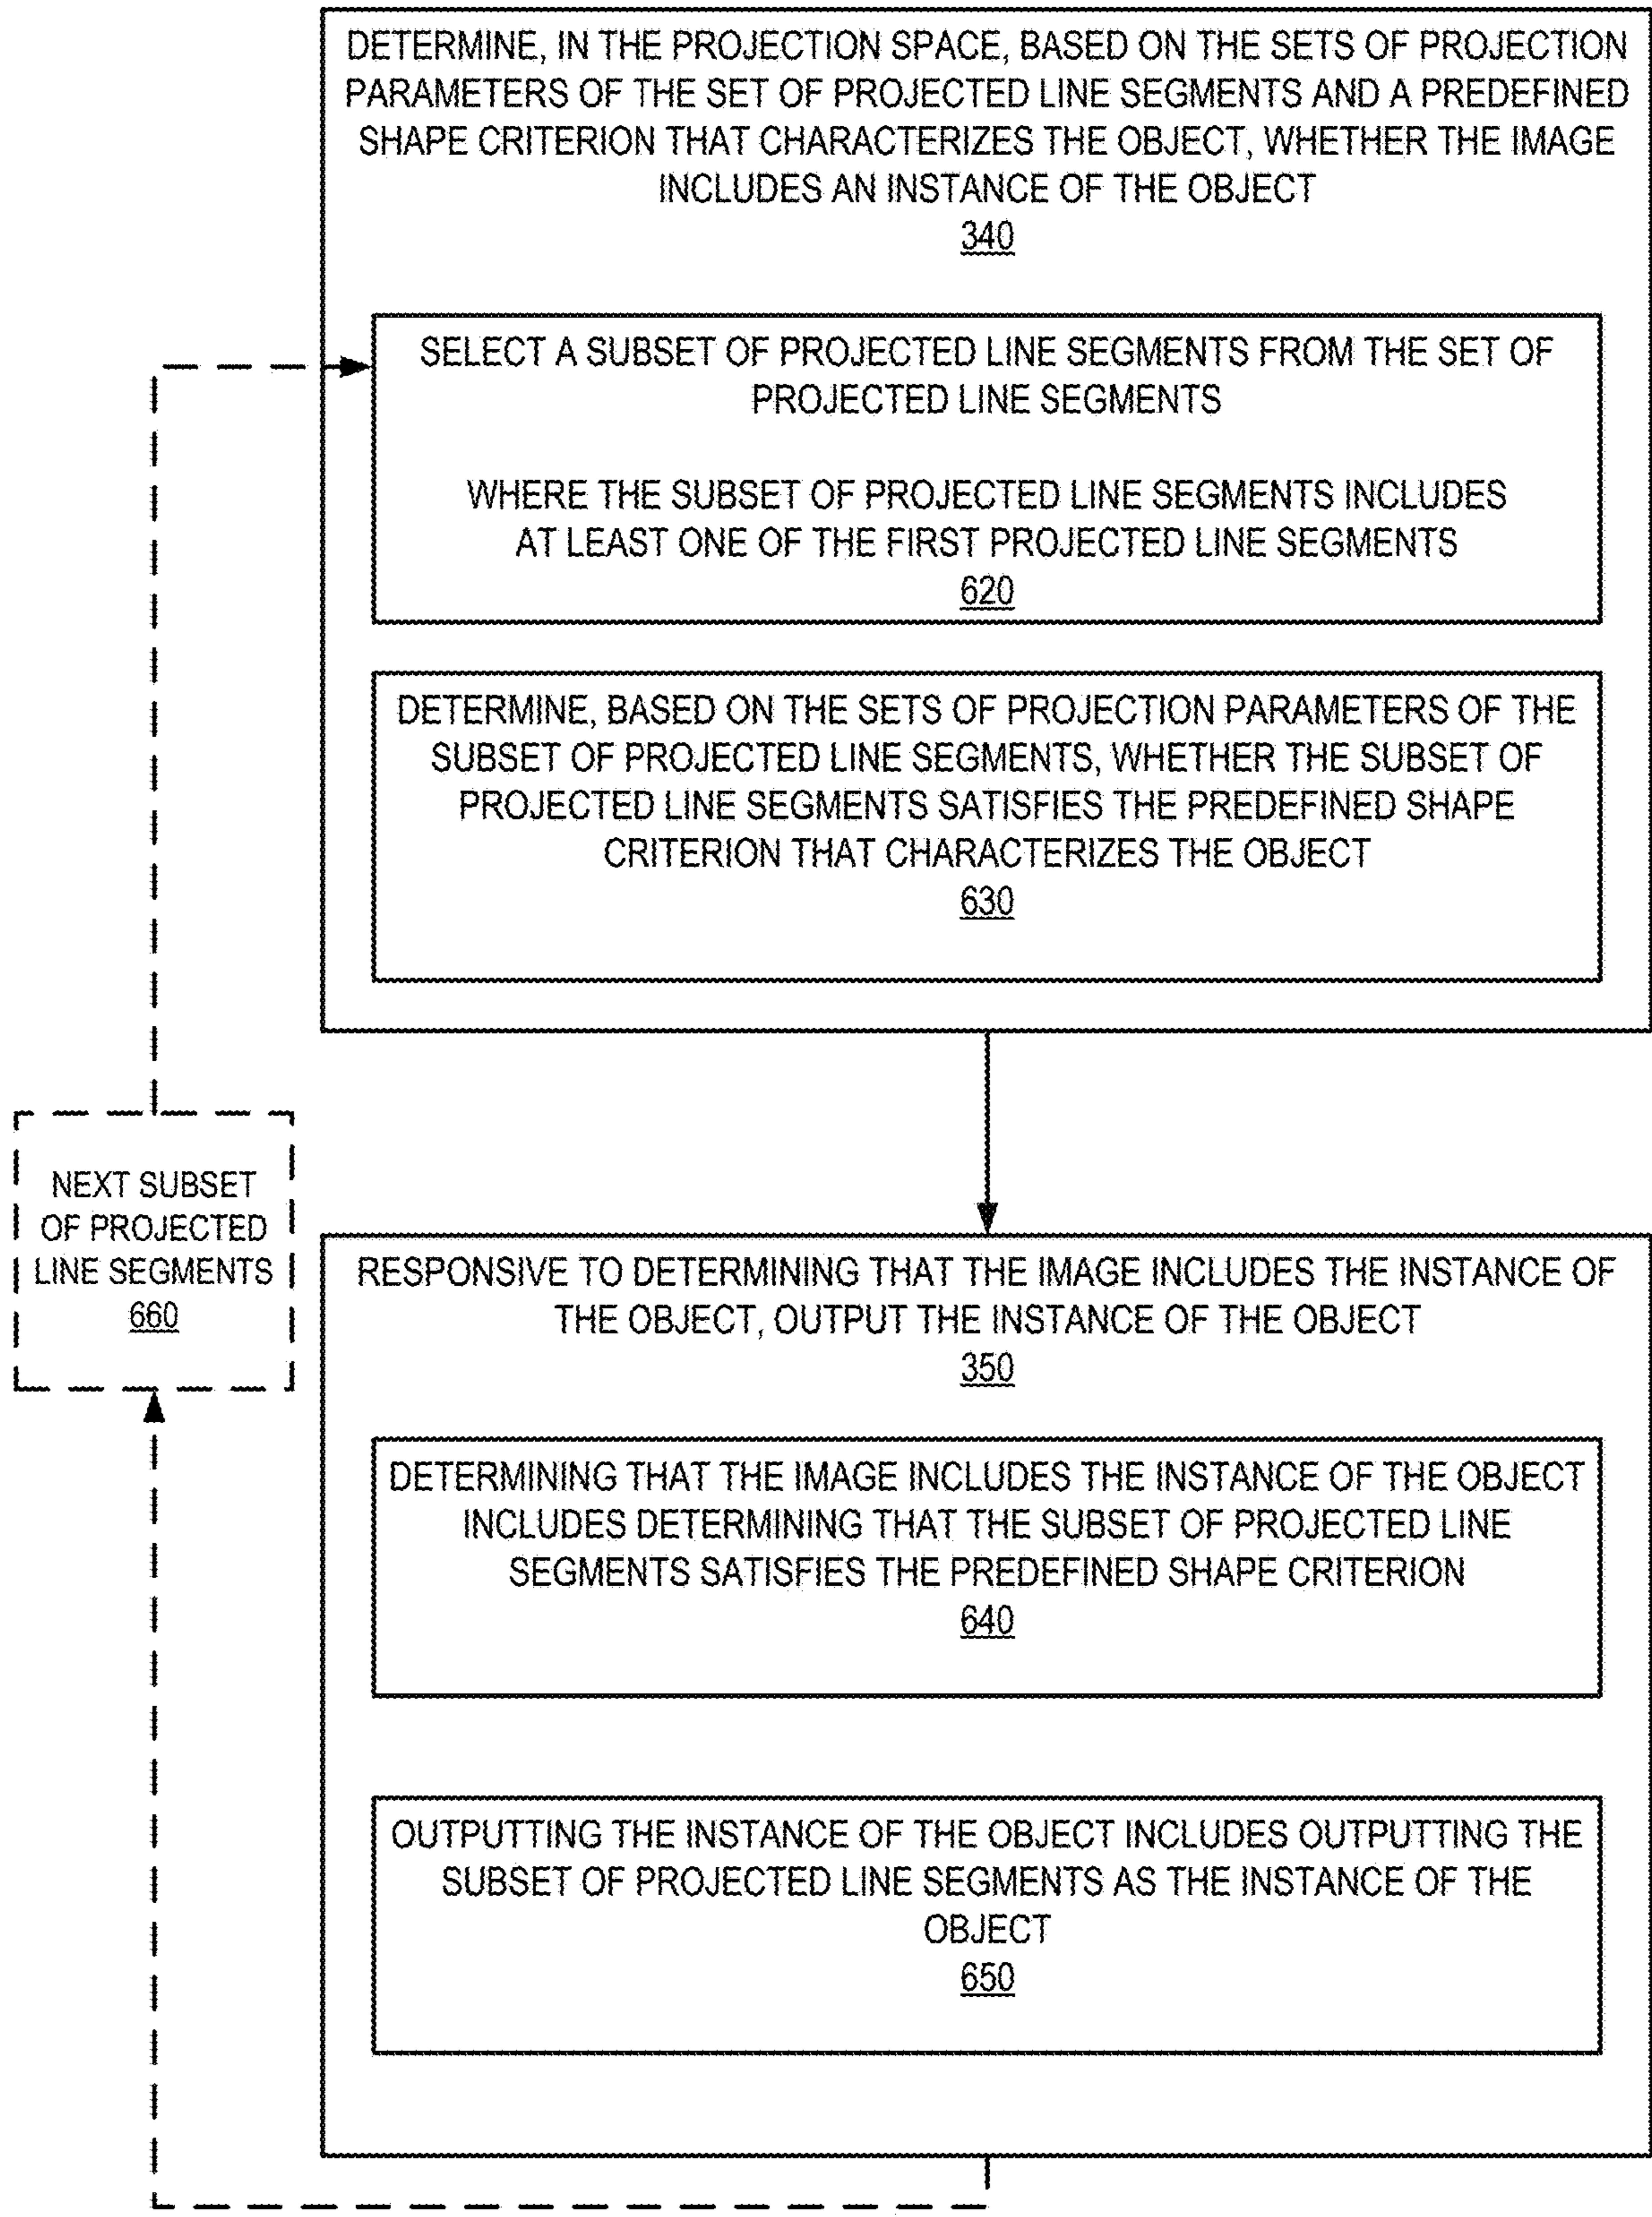 DETERMINE, IN THE PROJECTION SPACE, BASED ON THE SETS OF PROJECTION
PARAMETERS OF THE SET OF PROJECTED LINE SEGMENTS AND A PREDEFINED
SHAPE CRITERION THAT CHARACTERIZES THE OBJECT, WHETHER THE IMAGE
INCLUDES AN INSTANCE OF THE OBJECT
340
SELECT A SUBSET OF PROJECTED LINE SEGMENTS FROM THE SET OF
PROJECTED LINE SEGMENTS
WHERE THE SUBSET OF PROJECTED LINE SEGMENTS INCLUDES
AT LEAST ONE OF THE FIRST PROJECTED LINE SEGMENTS
620
DETERMINE, BASED ON THE SETS OF PROJECTION PARAMETERS OF THE
SUBSET OF PROJECTED LINE SEGMENTS, WHETHER THE SUBSET OF
PROJECTED LINE SEGMENTS SATISFIES THE PREDEFINED SHAPE
CRITERION THAT CHARACTERIZES THE OBJECT
630
NEXT SUBSET
OF PROJECTED
LINE SEGMENTS
660
RESPONSIVE TO DETERMINING THAT THE IMAGE INCLUDES THE INSTANCE OF
THE OBJECT, OUTPUT THE INSTANCE OF THE OBJECT
350
DETERMINING THAT THE IMAGE INCLUDES THE INSTANCE OF THE OBJECT
INCLUDES DETERMINING THAT THE SUBSET OF PROJECTED LINE
SEGMENTS SATISFIES THE PREDEFINED SHAPE CRITERION
640
OUTPUTTING THE INSTANCE OF THE OBJECT INCLUDES OUTPUTTING THE
SUBSET OF PROJECTED LINE SEGMENTS AS THE INSTANCE OF THE
OBJECT
650